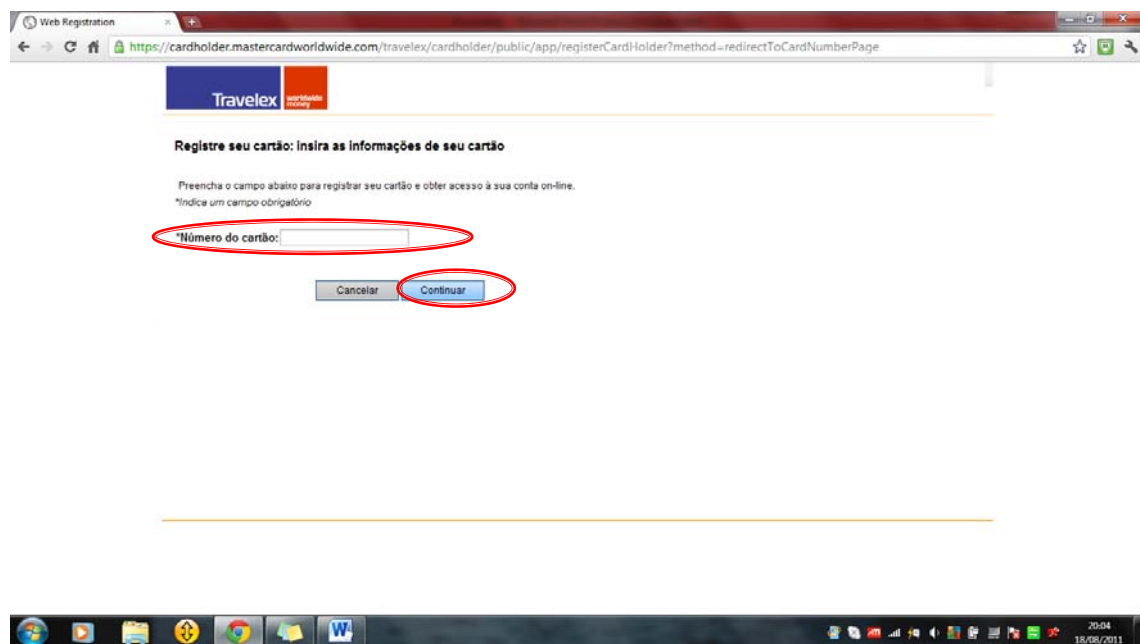 Web Registration
https://cardholder.mastercardworldwide.com/travelex/cardholder/public/app/registerCardHolder?method=redirectToCardNumberPage
Travelex worldwide money
Registre seu cartão: insira as informações de seu cartão
Preencha o campo abaixo para registrar seu cartão e obter acesso à sua conta on-line.
*Indica um campo obrigatório
*Número do cartão:
Cancelar Continuar
20:04
18/08/2011